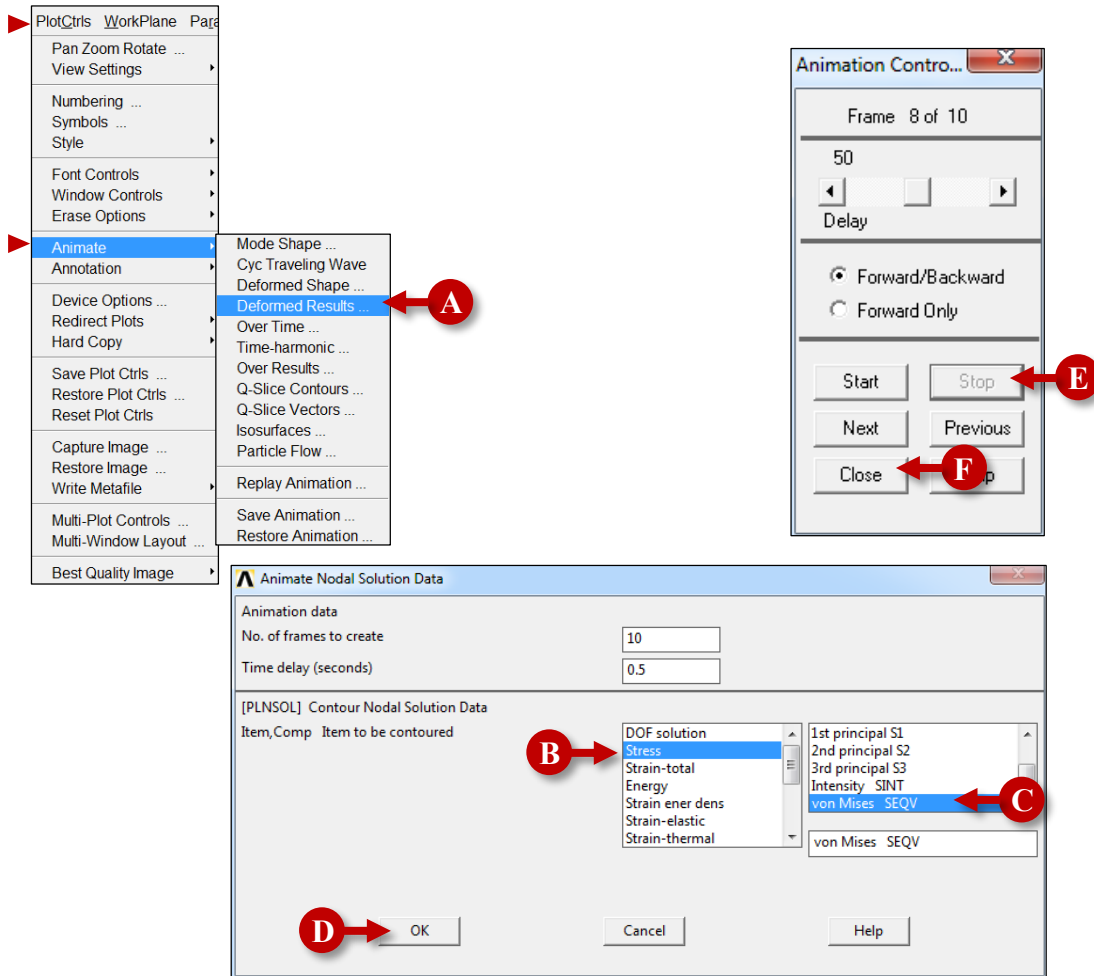 PlotCtrls WorkPlane Para
Pan Zoom Rotate ...
View Settings
Numbering ...
Symbols ...
Style
Font Controls
Window Controls
Erase Options
Animate
Annotation
Device Options ...
Redirect Plots
Hard Copy
Save Plot Ctrls ...
Restore Plot Ctrls ...
Reset Plot Ctrls
Capture Image ...
Restore Image ...
Write Metafile
Multi-Plot Controls ...
Multi-Window Layout ...
Best Quality Image
Mode Shape ...
Cyc Traveling Wave
Deformed Shape ...
Deformed Results ...
A
Over Time ...
Time-harmonic ...
Over Results ...
Q-Slice Contours ...
Q-Slice Vectors ...
Isosurfaces ...
Particle Flow ...
Replay Animation ...
Save Animation ...
Restore Animation ...
Animation Contro...
Frame 8 of 10
50
Delay
Forward/Backward
Forward Only
Start Stop E
Next Previous
Close F p
Animate Nodal Solution Data
Animation data
No. of frames to create 10
Time delay (seconds) 0.5
[PLNSOL] Contour Nodal Solution Data
Item,Comp Item to be contoured
B
DOF solution
Stress
Strain-total
Energy
Strain ener dens
Strain-elastic
Strain-thermal
1st principal S1
2nd principal S2
3rd principal S3
Intensity SINT
von Mises SEQV
C
von Mises SEQV
D OK Cancel Help